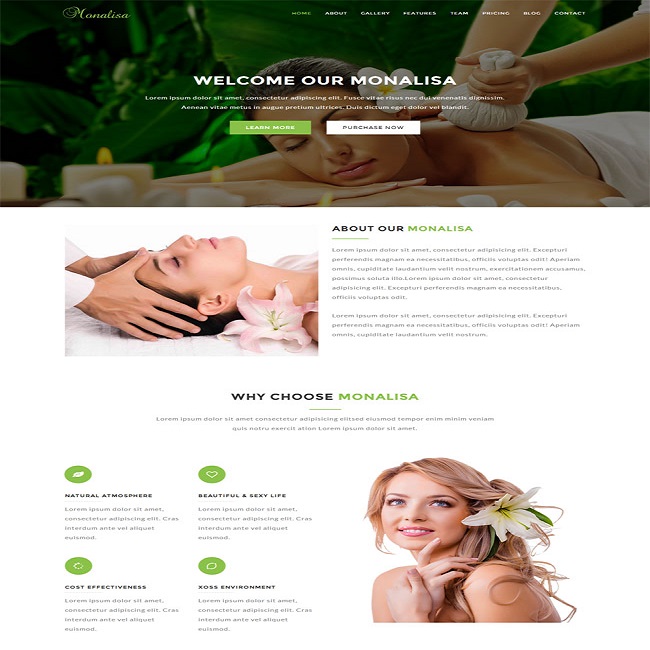 Monalisa
HOME ABOUT GALLERY FEATURES TEAM PRICING BLOG CONTACT
WELCOME OUR MONALISA
Lorem ipsum dolor sit amet, consectetur adipiscing elit. Fusce vitae risus nec dui venenatis dignissim.
Aenean vitae metus in augue pretium ultrices. Duis dictum eget dolor vel blandit.
LEARN MORE PURCHASE NOW
ABOUT OUR MONALISA
Lorem ipsum dolor sit amet, consectetur adipisicing elit. Excepturi
perferendis magnam ea necessitatibus, officiis voluptas odit! Aperiam
omnis, cupiditate laudantium velit nostrum, exercitationem accusamus,
possimus soluta illo.Lorem ipsum dolor sit amet, consectetur
adipisicing elit. Excepturi perferendis magnam ea necessitatibus,
officiis voluptas odit.
Lorem ipsum dolor sit amet, consectetur adipisicing elit. Excepturi
perferendis magnam ea necessitatibus, officiis voluptas odit! Aperiam
omnis, cupiditate laudantium velit nostrum.
WHY CHOOSE MONALISA
Lorem ipsum dolor sit amet consectetur adipisicing elitsed eiusmod tempor enim minim veniam
quis notru exercit ation Lorem ipsum dolor sit amet.
NATURAL ATMOSPHERE
Lorem ipsum dolor sit amet,
consectetur adipiscing elit. Cras
interdum ante vel aliquet
euismod.
BEAUTIFUL & SEXY LIFE
Lorem ipsum dolor sit amet,
consectetur adipiscing elit. Cras
interdum ante vel aliquet
euismod.
COST EFFECTIVENESS
Lorem ipsum dolor sit amet,
consectetur adipiscing elit. Cras
interdum ante vel aliquet
euismod.
XOSS ENVIRONMENT
Lorem ipsum dolor sit amet,
consectetur adipiscing elit. Cras
interdum ante vel aliquet
euismod.